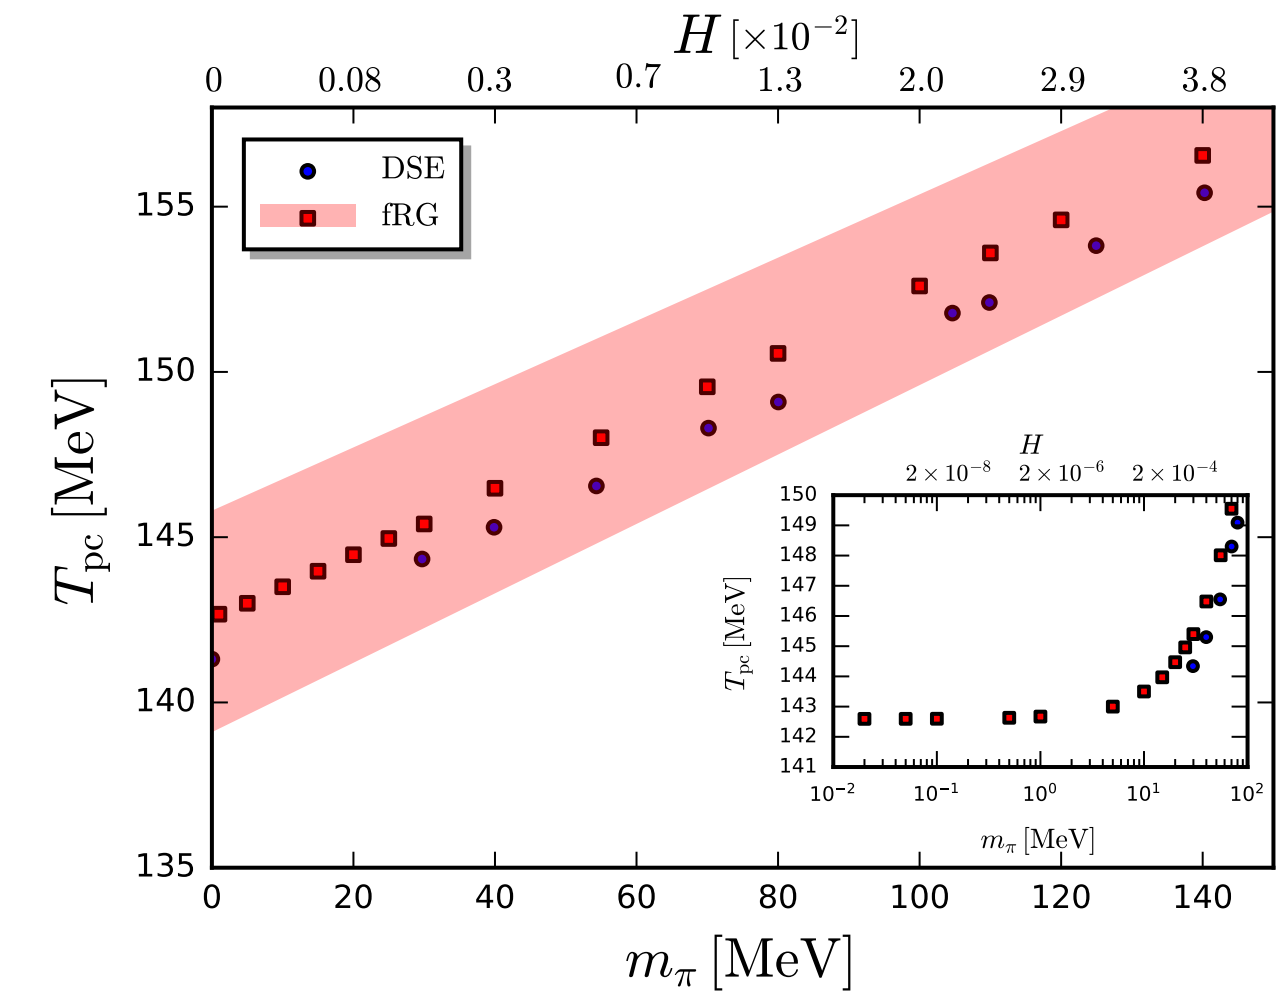 H [×10⁻²]
0 0.08 0.3 0.7 1.3 2.0 2.9 3.8
DSE
fRG
155
150
145
140
135
T_pc [MeV]
0 20 40 60 80 100 120 140
m_π [MeV]
H
2 × 10⁻⁸ 2 × 10⁻⁶ 2 × 10⁻⁴
150
149
148
147
146
145
144
143
142
141
T_pc [MeV]
10⁻² 10⁻¹ 10⁰ 10¹ 10²
m_π [MeV]